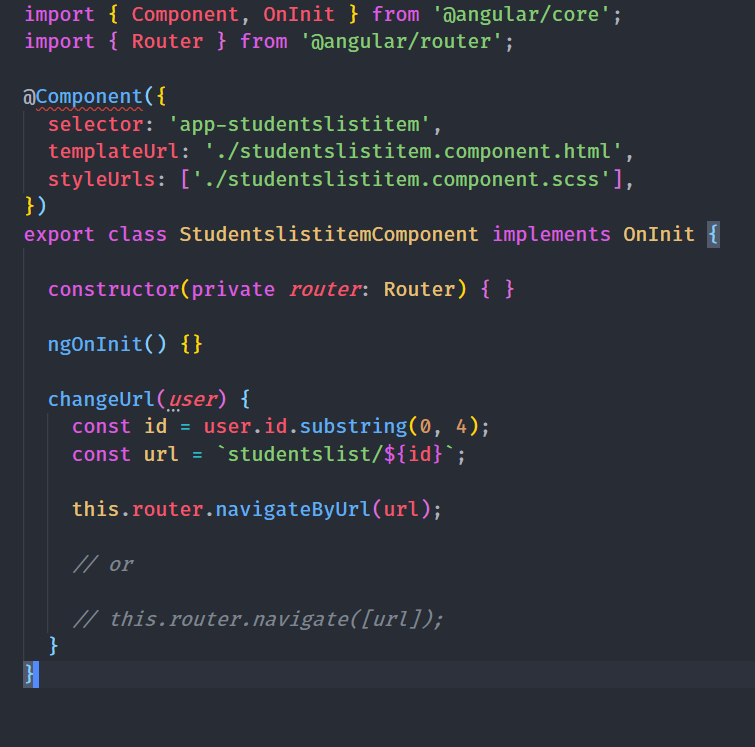 import { Component, OnInit } from '@angular/core';
import { Router } from '@angular/router';
@Component({
selector: 'app-studentslistitem',
templateUrl: './studentslistitem.component.html',
styleUrls: ['./studentslistitem.component.scss'],
})
export class StudentslistitemComponent implements OnInit {
constructor(private router: Router) { }
ngOnInit() {}
changeUrl(user) {
const id = user.id.substring(0, 4);
const url = `studentslist/${id}`;
this.router.navigateByUrl(url);
// or
// this.router.navigate([url]);
}
}